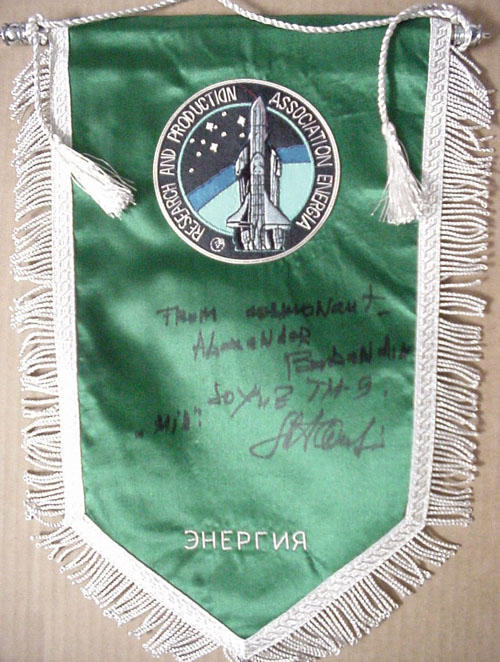 RESEARCH AND PRODUCTION ASSOCIATION ENERGIA
From cosmonaut
Alexander
Balandin
Soyuz TM-9.
„Mir".
ЭНЕРГИЯ